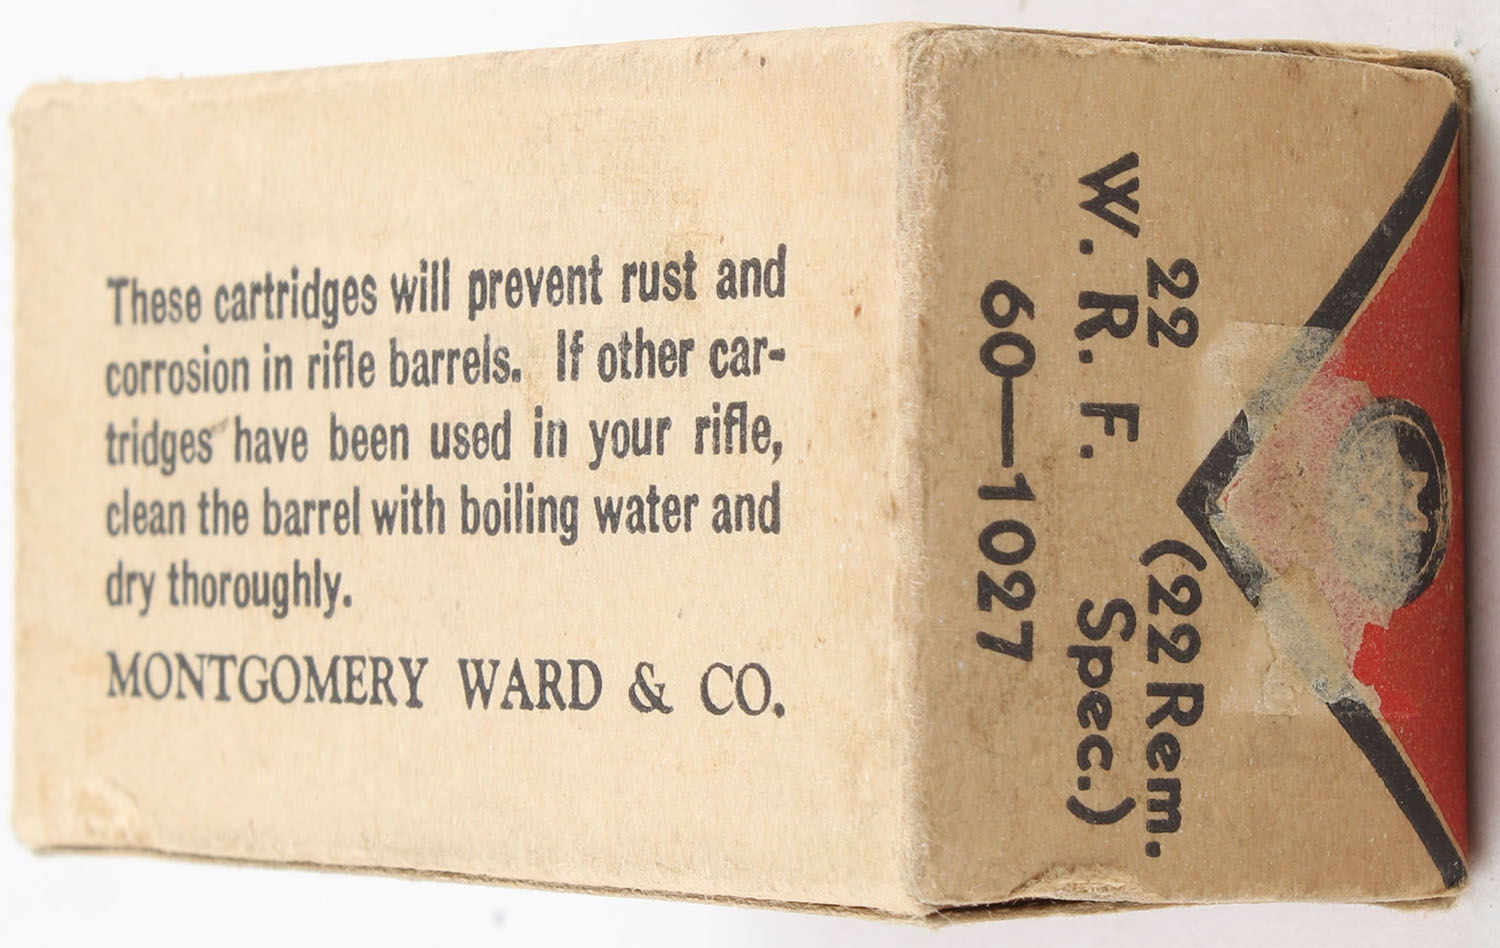 These cartridges will prevent rust and
corrosion in rifle barrels. If other car-
tridges have been used in your rifle,
clean the barrel with boiling water and
dry thoroughly.
MONTGOMERY WARD & CO.
22 (22 Rem.
W. R. F. Spec.)
60—1027